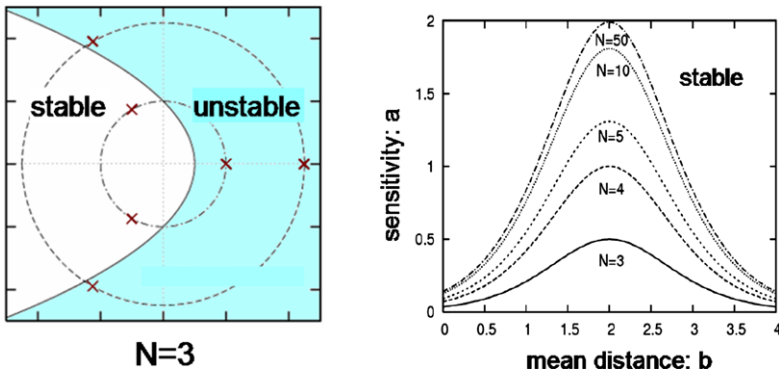 stable
unstable
N=3
2
1.5
1
0.5
0
0
0.5
1
1.5
2
2.5
3
3.5
4
sensitivity: a
mean distance: b
N=50
N=10
N=5
N=4
N=3
stable